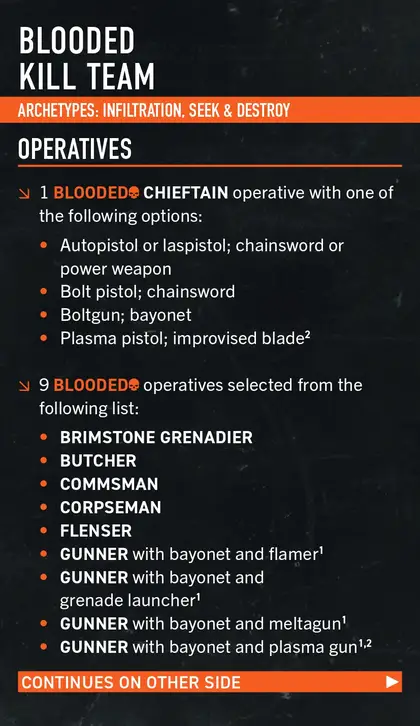 BLOODED
KILL TEAM
ARCHETYPES: INFILTRATION, SEEK & DESTROY
OPERATIVES
↘ 1 BLOODED💀 CHIEFTAIN operative with one of
the following options:
• Autopistol or laspistol; chainsword or
power weapon
• Bolt pistol; chainsword
• Boltgun; bayonet
• Plasma pistol; improvised blade²
↘ 9 BLOODED💀 operatives selected from the
following list:
• BRIMSTONE GRENADIER
• BUTCHER
• COMMSMAN
• CORPSEMAN
• FLENSER
• GUNNER with bayonet and flamer¹
• GUNNER with bayonet and
grenade launcher¹
• GUNNER with bayonet and meltagun¹
• GUNNER with bayonet and plasma gun¹,²
CONTINUES ON OTHER SIDE ▶